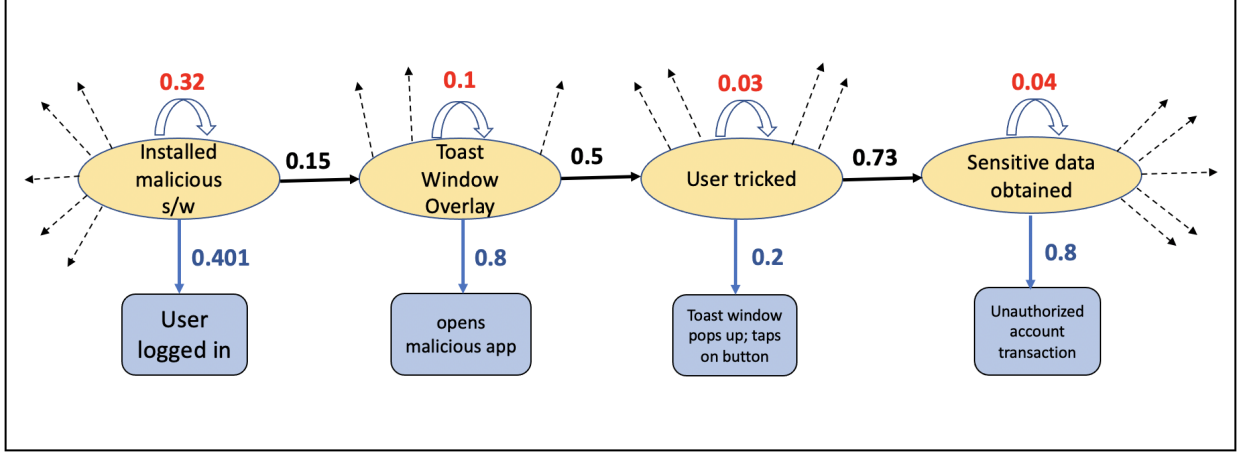 0.32
0.1
0.03
0.04
Installed
malicious
s/w
0.15
Toast
Window
Overlay
0.5
User tricked
0.73
Sensitive data
obtained
0.401
0.8
0.2
0.8
User
logged in
opens
malicious app
Toast window
pops up; taps
on button
Unauthorized
account
transaction